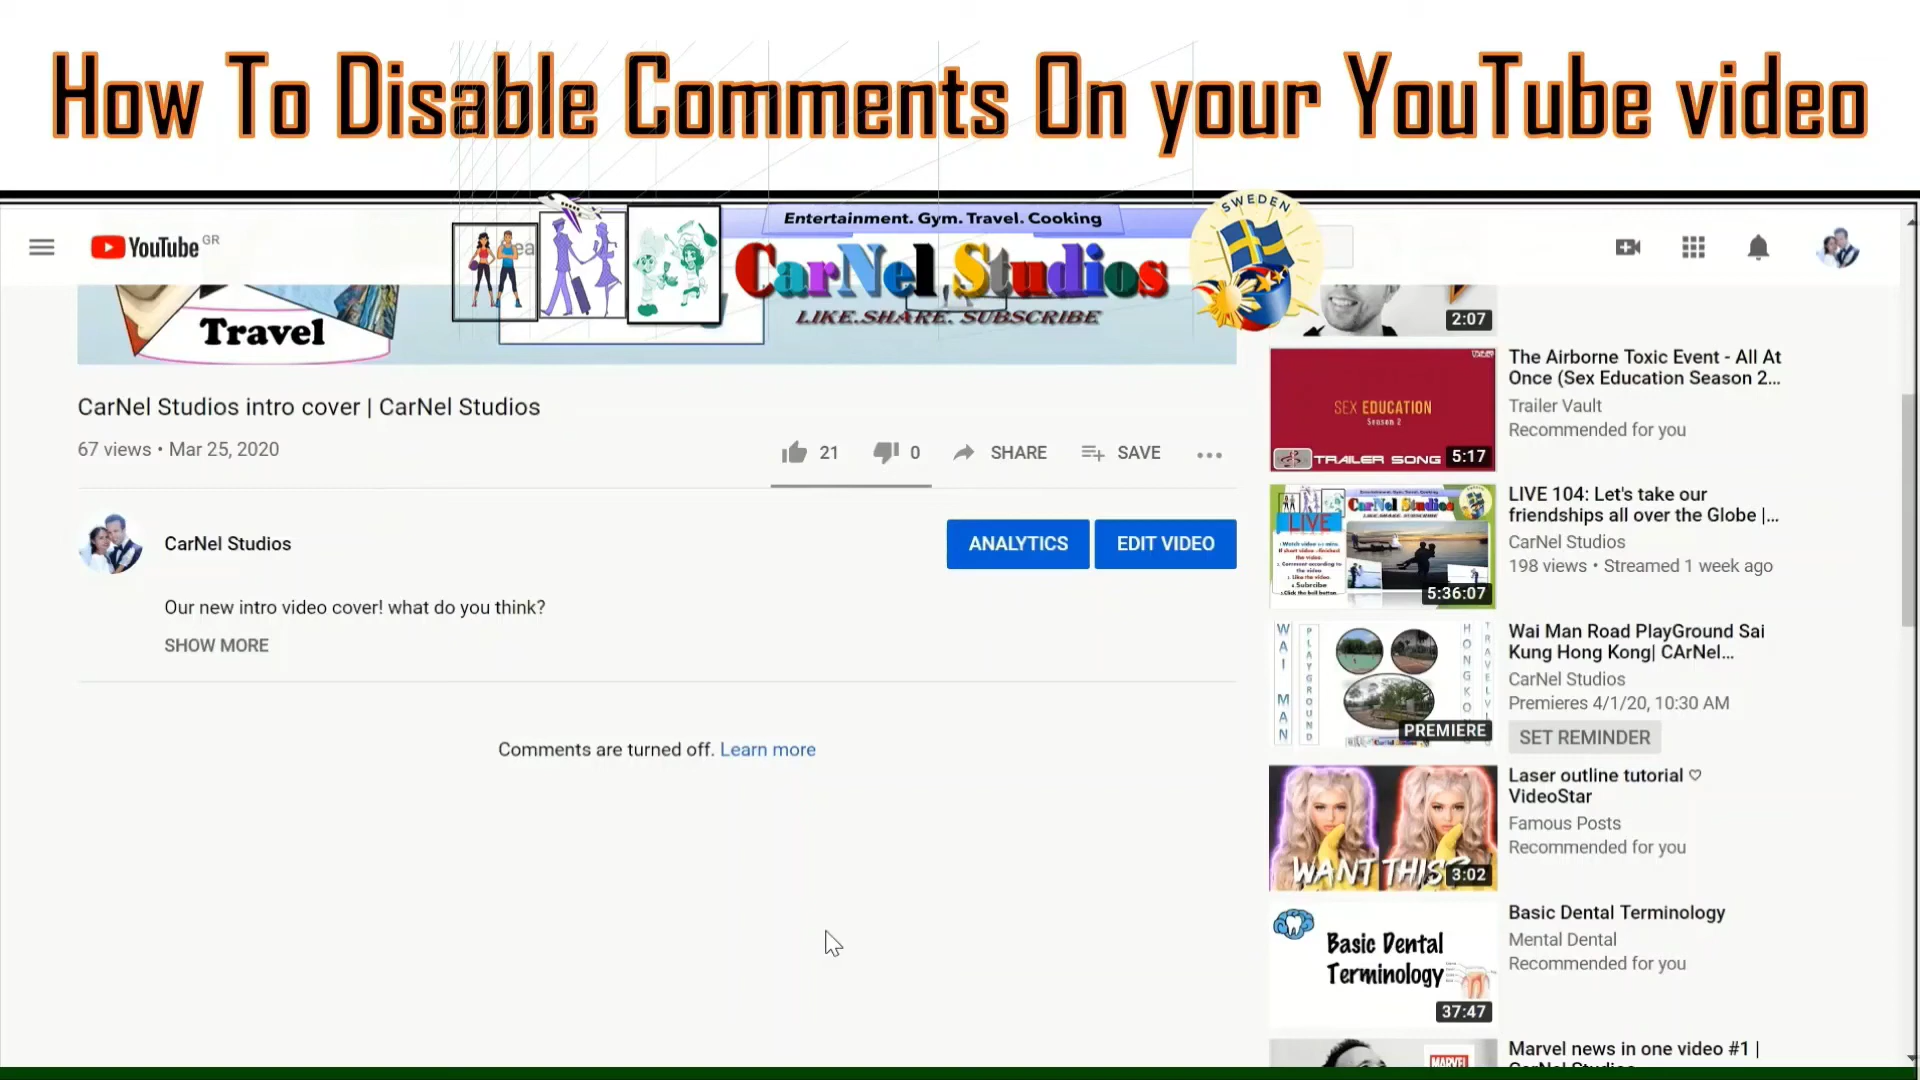 How To Disable Comments On your YouTube video
Entertainment. Gym. Travel. Cooking
SWEDEN
YouTube GR
CarNel Studios
LIKE.SHARE. SUBSCRIBE
Travel
2:07
CarNel Studios intro cover | CarNel Studios
67 views • Mar 25, 2020
21
0
SHARE
SAVE
CarNel Studios
ANALYTICS
EDIT VIDEO
Our new intro video cover! what do you think?
SHOW MORE
Comments are turned off. Learn more
SEX EDUCATION
Season 2
TRAILER SONG
5:17
The Airborne Toxic Event - All At
Once (Sex Education Season 2...
Trailer Vault
Recommended for you
CarNel Studios
LIVE
5:36:07
LIVE 104: Let's take our
friendships all over the Globe |...
CarNel Studios
198 views • Streamed 1 week ago
WAI MAN
PLAYGROUND
HONGKO
TRAVELVL
PREMIERE
Wai Man Road PlayGround Sai
Kung Hong Kong| CArNel...
CarNel Studios
Premieres 4/1/20, 10:30 AM
SET REMINDER
WANT THIS?
3:02
Laser outline tutorial ♡
VideoStar
Famous Posts
Recommended for you
Basic Dental
Terminology
37:47
Basic Dental Terminology
Mental Dental
Recommended for you
MARVEL
Marvel news in one video #1 |
CarNel Studios